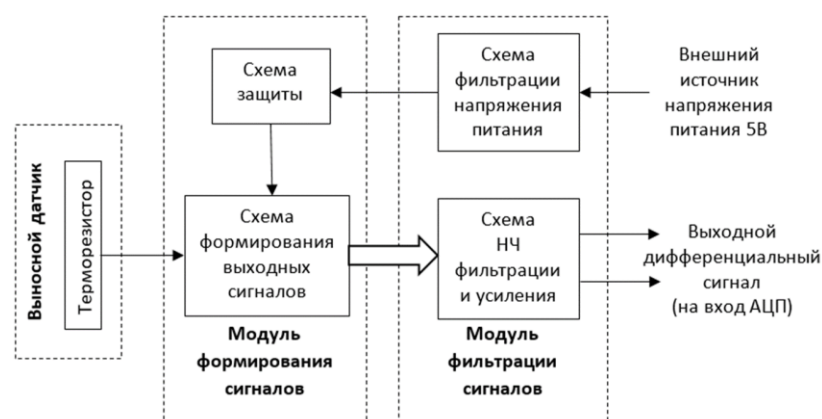 Схема
защиты
Схема
фильтрации
напряжения
питания
Внешний
источник
напряжения
питания 5В
Выносной датчик
Терморезистор
Схема
формирования
выходных
сигналов
Схема
НЧ
фильтрации
и усиления
Выходной
дифференциальный
сигнал
(на вход АЦП)
Модуль
формирования
сигналов
Модуль
фильтрации
сигналов